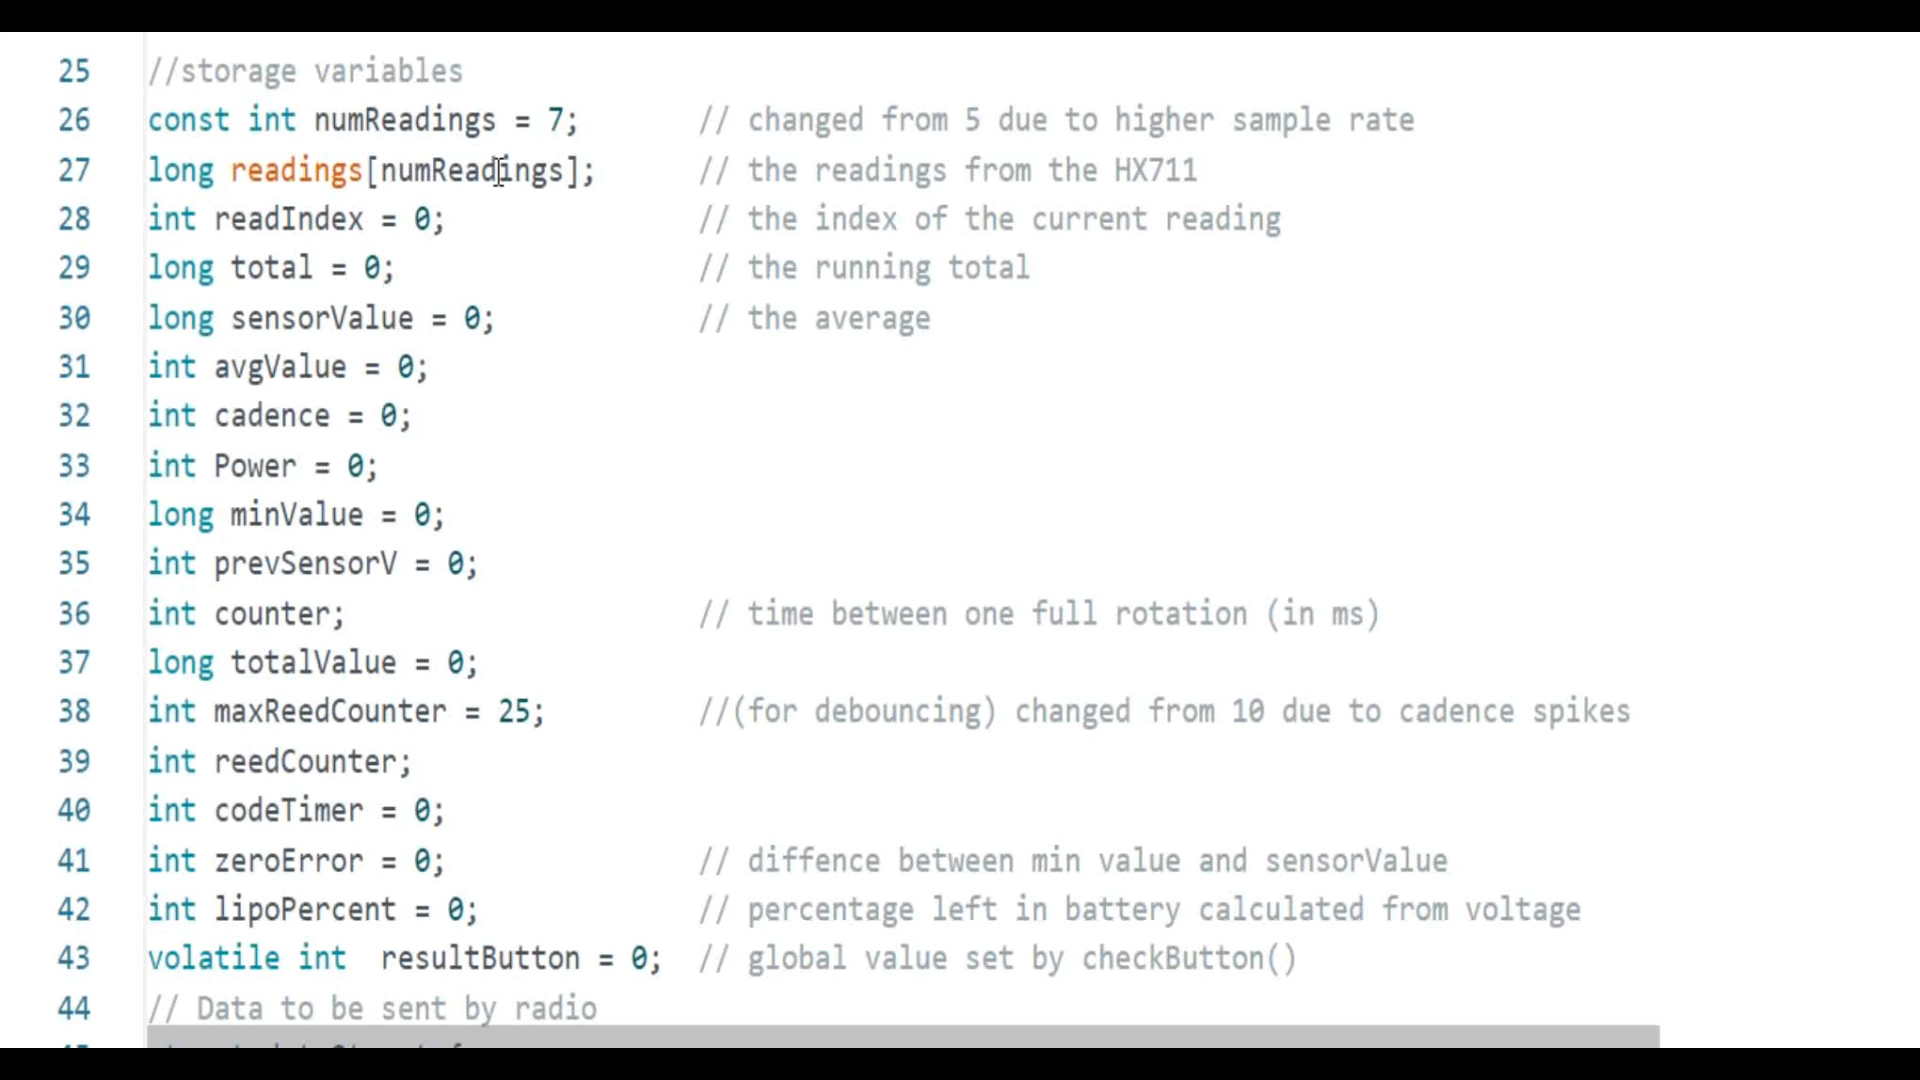 25 //storage variables
26 const int numReadings = 7; // changed from 5 due to higher sample rate
27 long readings[numReadings]; // the readings from the HX711
28 int readIndex = 0; // the index of the current reading
29 long total = 0; // the running total
30 long sensorValue = 0; // the average
31 int avgValue = 0;
32 int cadence = 0;
33 int Power = 0;
34 long minValue = 0;
35 int prevSensorV = 0;
36 int counter; // time between one full rotation (in ms)
37 long totalValue = 0;
38 int maxReedCounter = 25; //(for debouncing) changed from 10 due to cadence spikes
39 int reedCounter;
40 int codeTimer = 0;
41 int zeroError = 0; // diffence between min value and sensorValue
42 int lipoPercent = 0; // percentage left in battery calculated from voltage
43 volatile int resultButton = 0; // global value set by checkButton()
44 // Data to be sent by radio